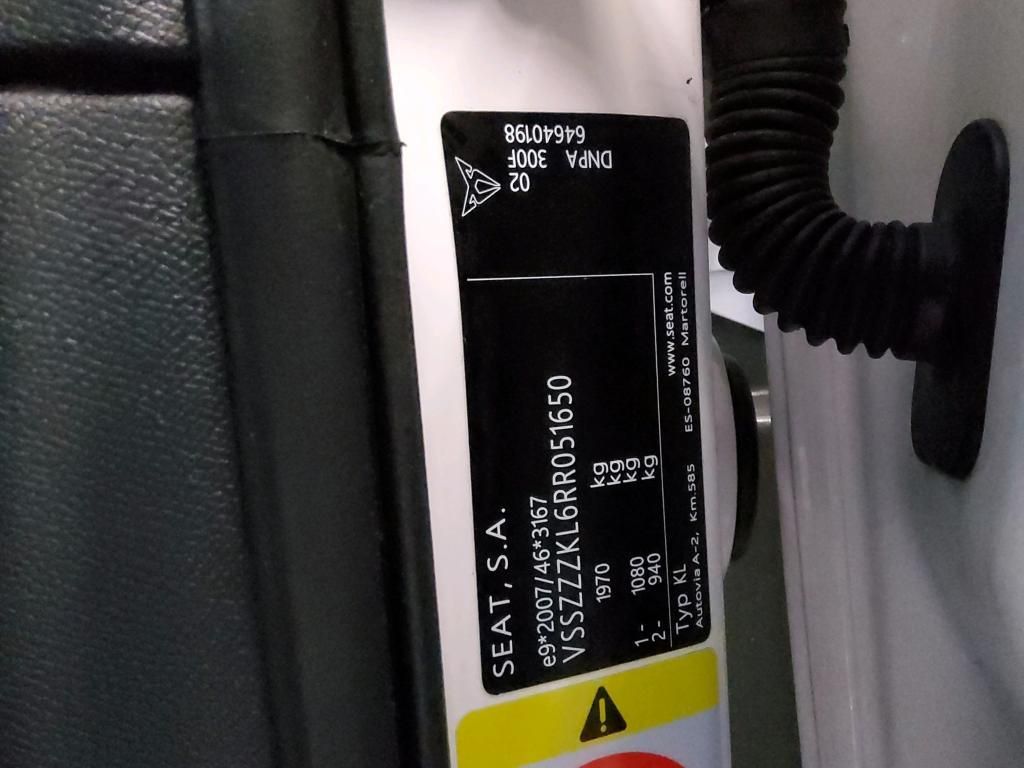 SEAT, S.A.
e9*2007/46*3167
VSSZZZKL6RR051650
1970 kg
kg
1- 1080 kg
2- 940 kg
Typ KL www.seat.com
Autovia A-2, Km.585 ES-08760 Martorell
02 300F 64640198
DNPA